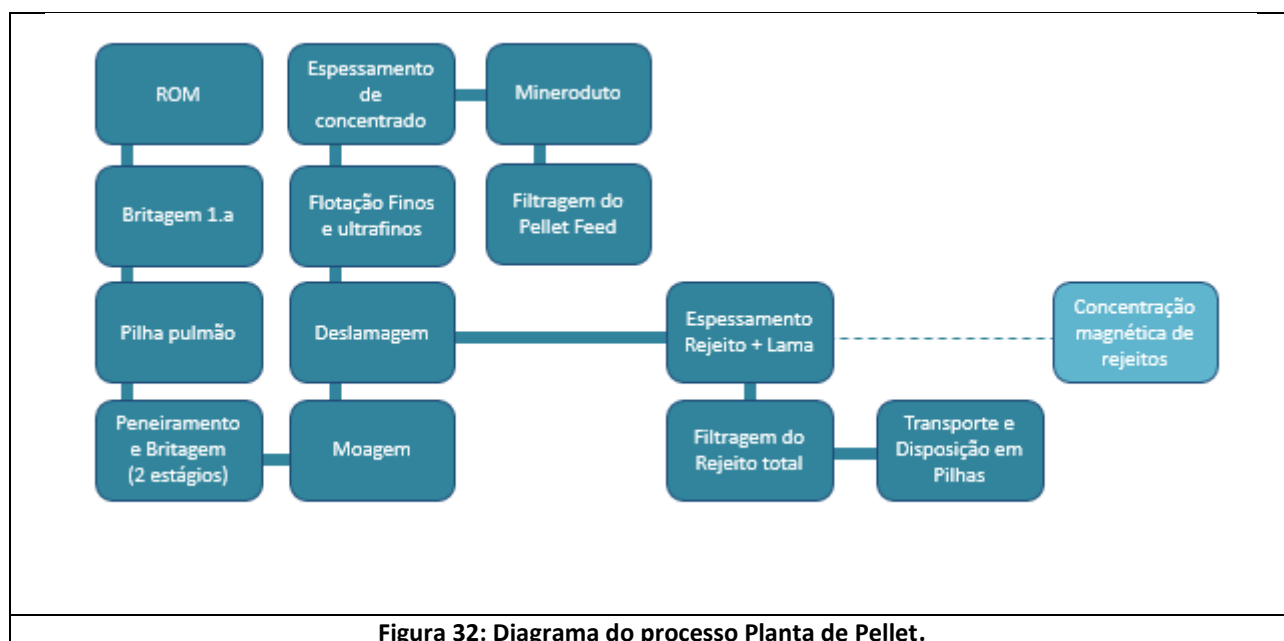 ROM
Britagem 1.a
Pilha pulmão
Peneiramento
e Britagem
(2 estágios)
Moagem
Deslamagem
Flotação Finos
e ultrafinos
Espessamento
de
concentrado
Mineroduto
Filtragem do
Pellet Feed
Espessamento
Rejeito + Lama
Filtragem do
Rejeito total
Transporte e
Disposição em
Pilhas
Concentração
magnética de
rejeitos
Figura 32: Diagrama do processo Planta de Pellet.